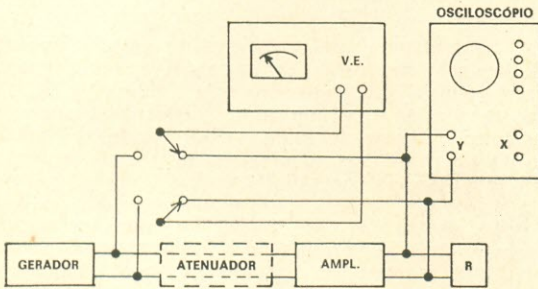 OSCILOSCÓPIO
V.E.
Y X
GERADOR ATENUADOR AMPL. R